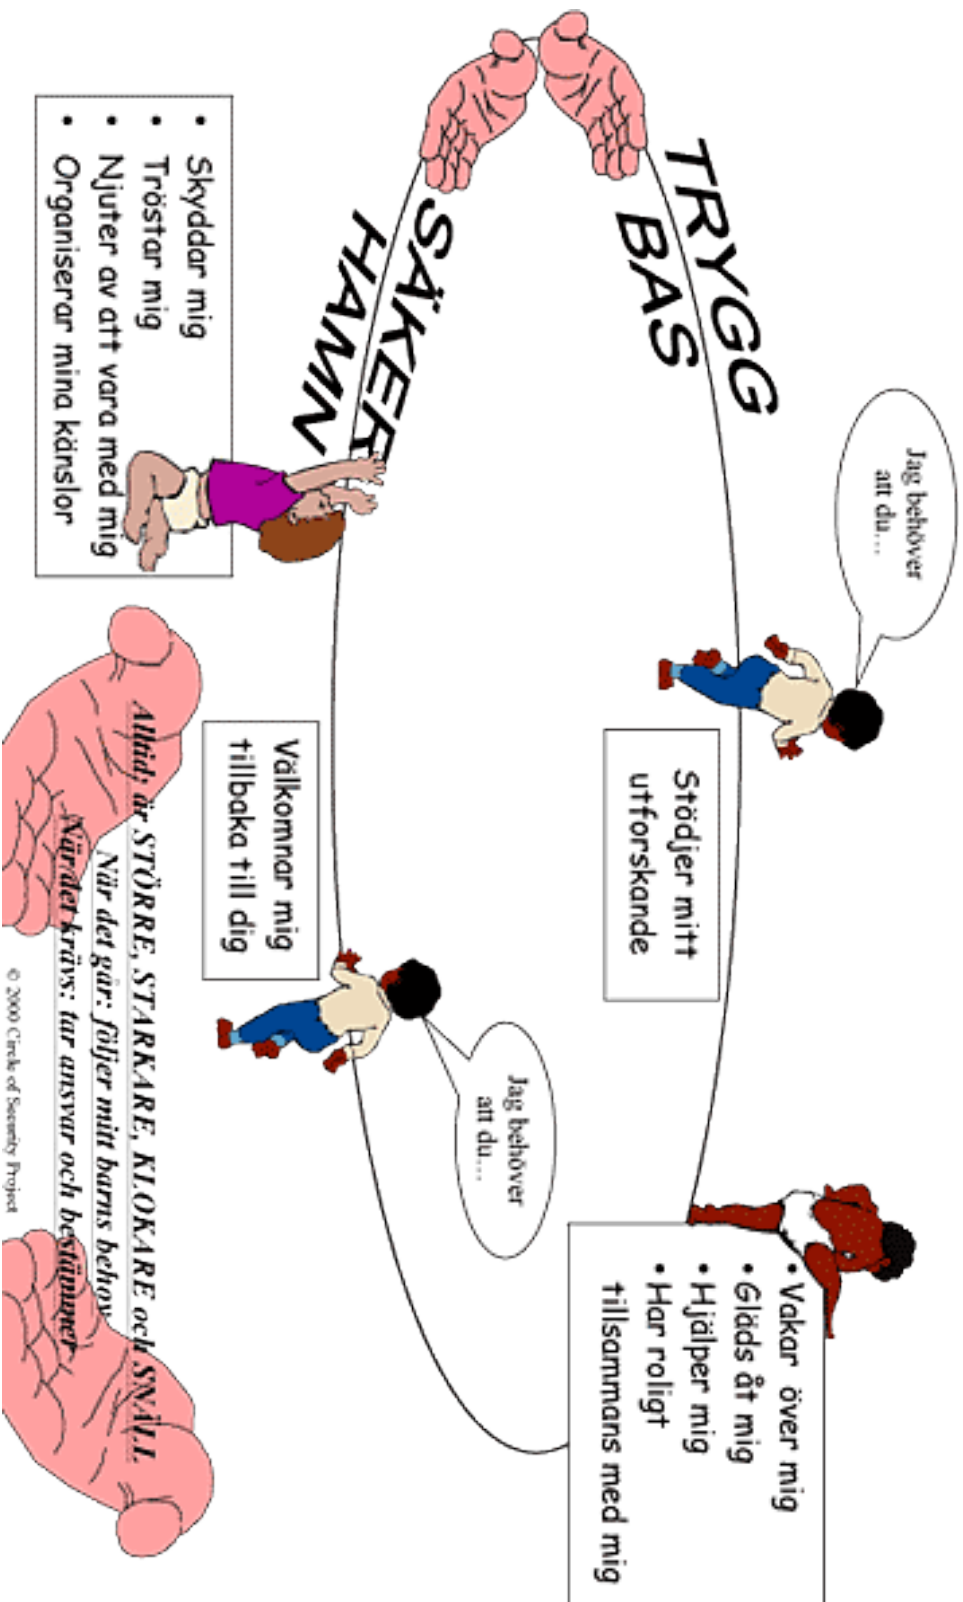 Jag behöver
att du...
TRYGG
BAS
Stödjer mitt
utforskande
• Vakar över mig
• Gläds åt mig
• Hjälper mig
• Har roligt
tillsammans med mig
SÄKER
HAMN
Jag behöver
att du...
Välkomnar mig
tillbaka till dig
• Skyddar mig
• Tröstar mig
• Njuter av att vara med mig
• Organiserar mina känslor
Alltid: är STÖRRE, STARKARE, KLOKARE och SNÄLL.
När det går: följer mitt barns behov
När det krävs: tar ansvar och bestämmer
© 2000 Circle of Security Project